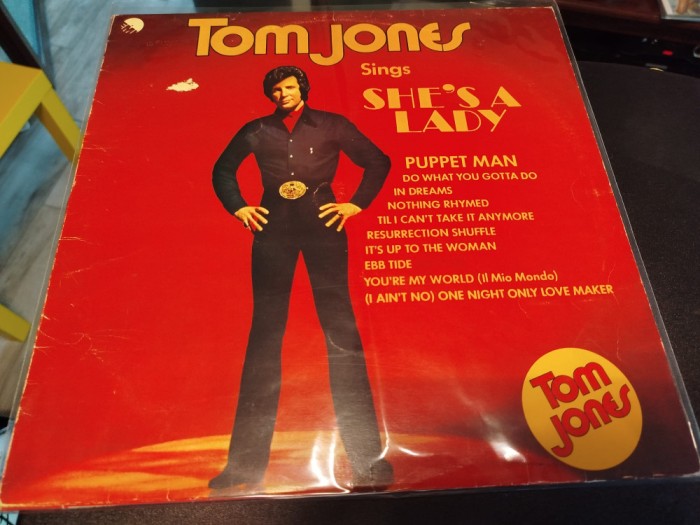 TOM JONES
Sings
SHE'S A
LADY
PUPPET MAN
DO WHAT YOU GOTTA DO
IN DREAMS
NOTHING RHYMED
TIL I CAN'T TAKE IT ANYMORE
RESURRECTION SHUFFLE
IT'S UP TO THE WOMAN
EBB TIDE
YOU'RE MY WORLD (Il Mio Mondo)
(I AIN'T NO) ONE NIGHT ONLY LOVE MAKER
TOM
JONES